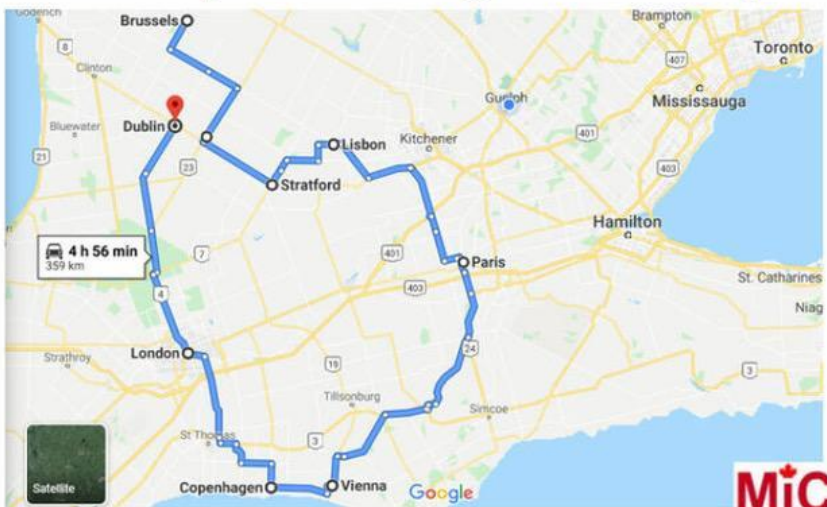 Goderich
Brussels
Brampton
8
407
Toronto
Clinton
Guelph
Mississauga
Dublin
Bluewater
Kitchener
401
Lisbon
21
23
Stratford
Hamilton
4 h 56 min
359 km
7
401
Paris
403
St. Catharines
4
Niag
London
24
Strathroy
19
3
Tillsonburg
Simcoe
St Thomas
3
Satellite
Copenhagen
Vienna
Google
MiC